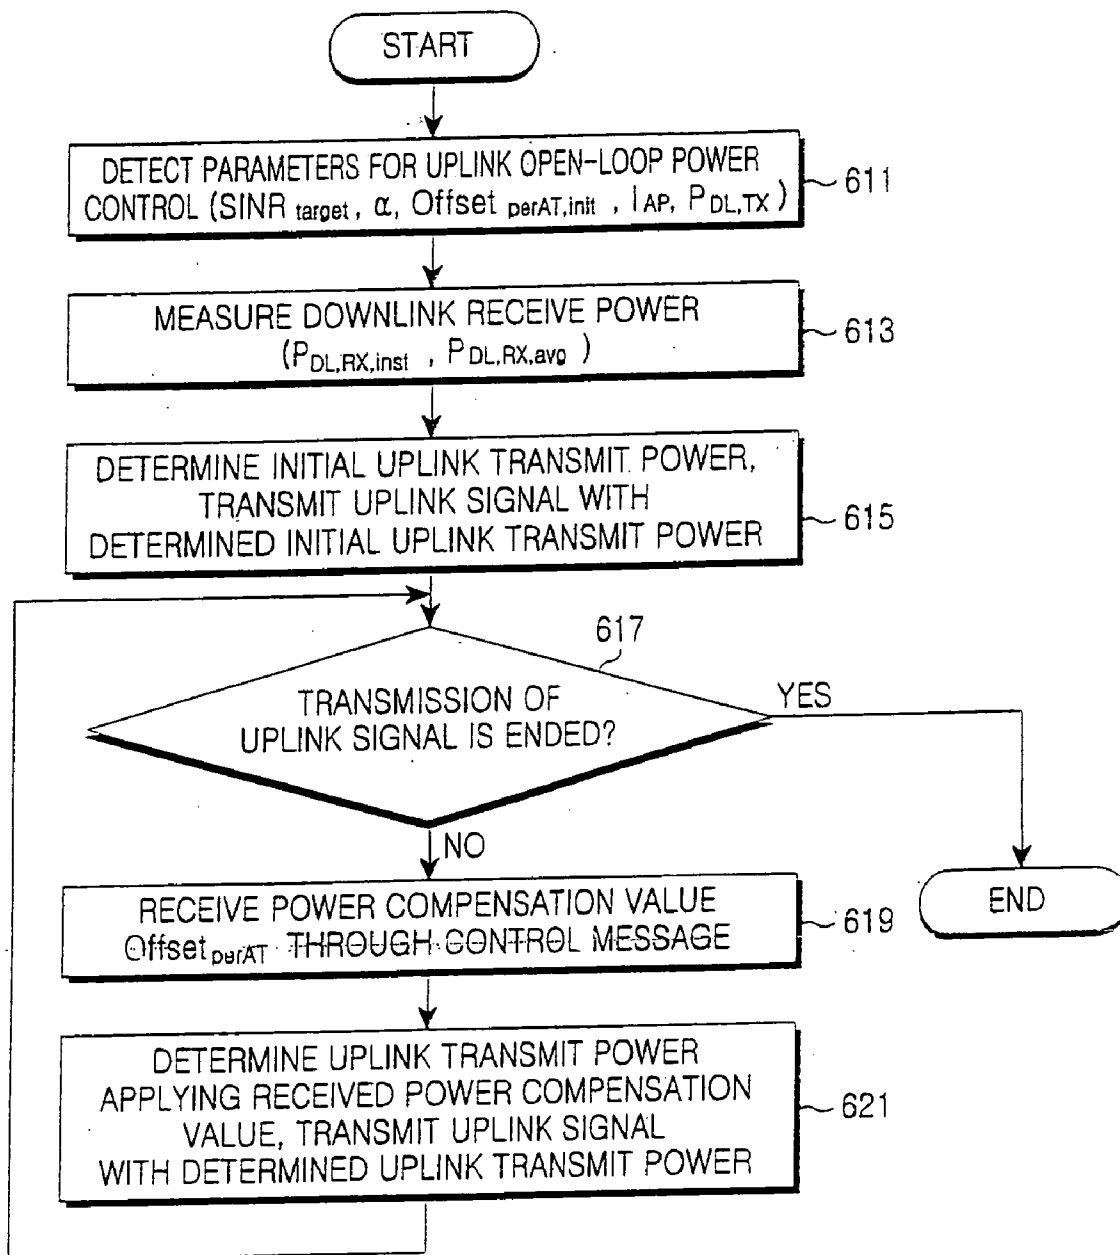 START
DETECT PARAMETERS FOR UPLINK OPEN-LOOP POWER
CONTROL (SINR target, α, Offset perAT,init , IAP, PDL,TX)
611
MEASURE DOWNLINK RECEIVE POWER
(PDL,RX,inst , PDL,RX,avg )
613
DETERMINE INITIAL UPLINK TRANSMIT POWER,
TRANSMIT UPLINK SIGNAL WITH
DETERMINED INITIAL UPLINK TRANSMIT POWER
615
617
TRANSMISSION OF
UPLINK SIGNAL IS ENDED?
YES
NO
END
RECEIVE POWER COMPENSATION VALUE
OffsetperAT THROUGH CONTROL MESSAGE
619
DETERMINE UPLINK TRANSMIT POWER
APPLYING RECEIVED POWER COMPENSATION
VALUE, TRANSMIT UPLINK SIGNAL
WITH DETERMINED UPLINK TRANSMIT POWER
621